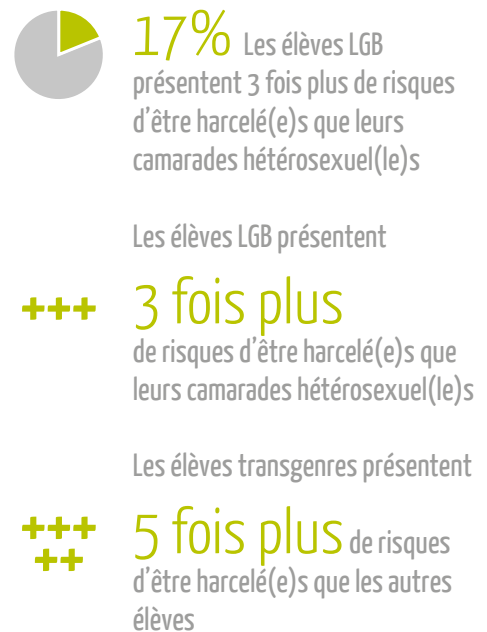 17% Les élèves LGB
présentent 3 fois plus de risques
d'être harcelé(e)s que leurs
camarades hétérosexuel(le)s
Les élèves LGB présentent
+++ 3 fois plus
de risques d'être harcelé(e)s que
leurs camarades hétérosexuel(le)s
Les élèves transgenres présentent
+++
++
5 fois plus de risques
d'être harcelé(e)s que les autres
élèves